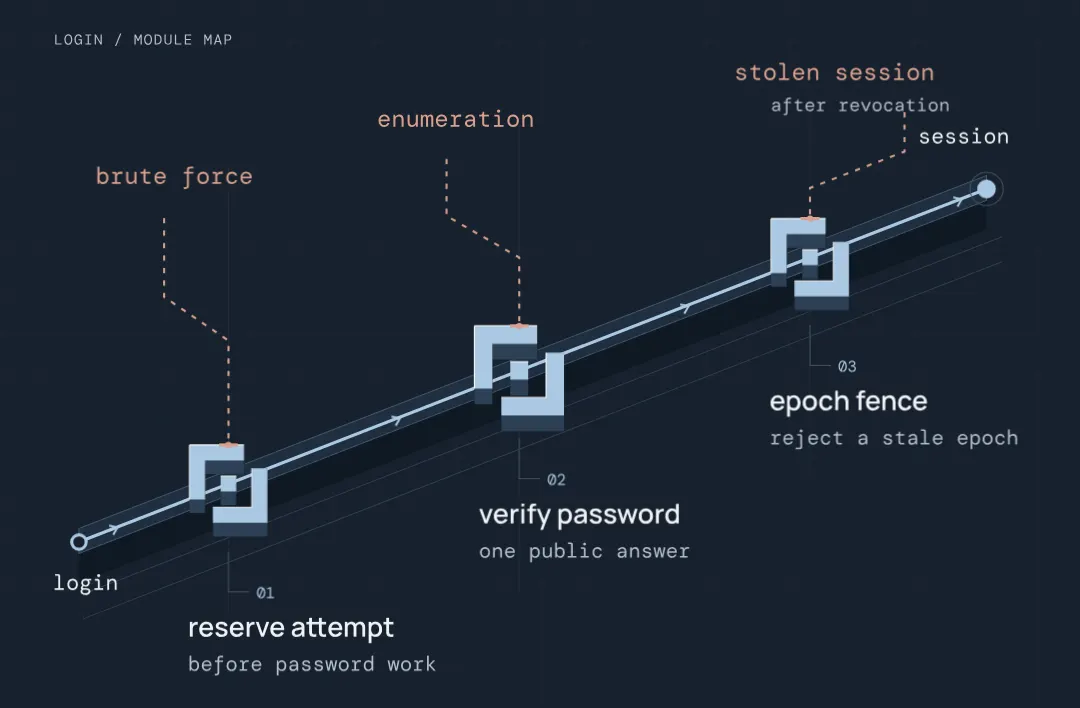 LOGIN / MODULE MAP
stolen session
after revocation
session
enumeration
brute force
03
epoch fence
reject a stale epoch
02
verify password
one public answer
login
01
reserve attempt
before password work